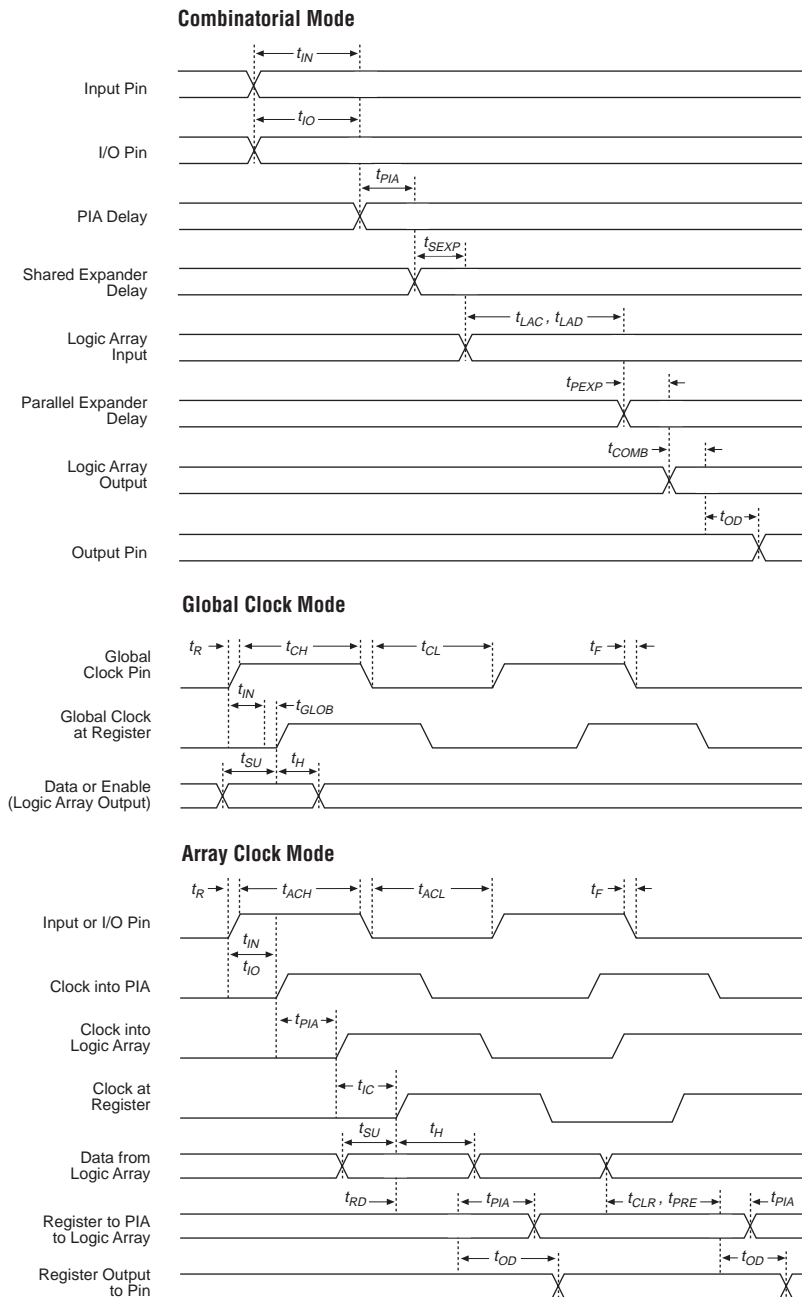 Combinatorial Mode
t_IN
Input Pin
t_IO
I/O Pin
t_PIA
PIA Delay
t_SEXP
Shared Expander
Delay
t_LAC , t_LAD
Logic Array
Input
t_PEXP
Parallel Expander
Delay
t_COMB
Logic Array
Output
t_OD
Output Pin
Global Clock Mode
t_R t_CH t_CL t_F
Global
Clock Pin
t_IN t_GLOB
Global Clock
at Register
t_SU t_H
Data or Enable
(Logic Array Output)
Array Clock Mode
t_R t_ACH t_ACL t_F
Input or I/O Pin
t_IN
t_IO
Clock into PIA
t_PIA
Clock into
Logic Array
t_IC
Clock at
Register
t_SU t_H
Data from
Logic Array
t_RD t_PIA t_CLR , t_PRE t_PIA
Register to PIA
to Logic Array
t_OD t_OD
Register Output
to Pin